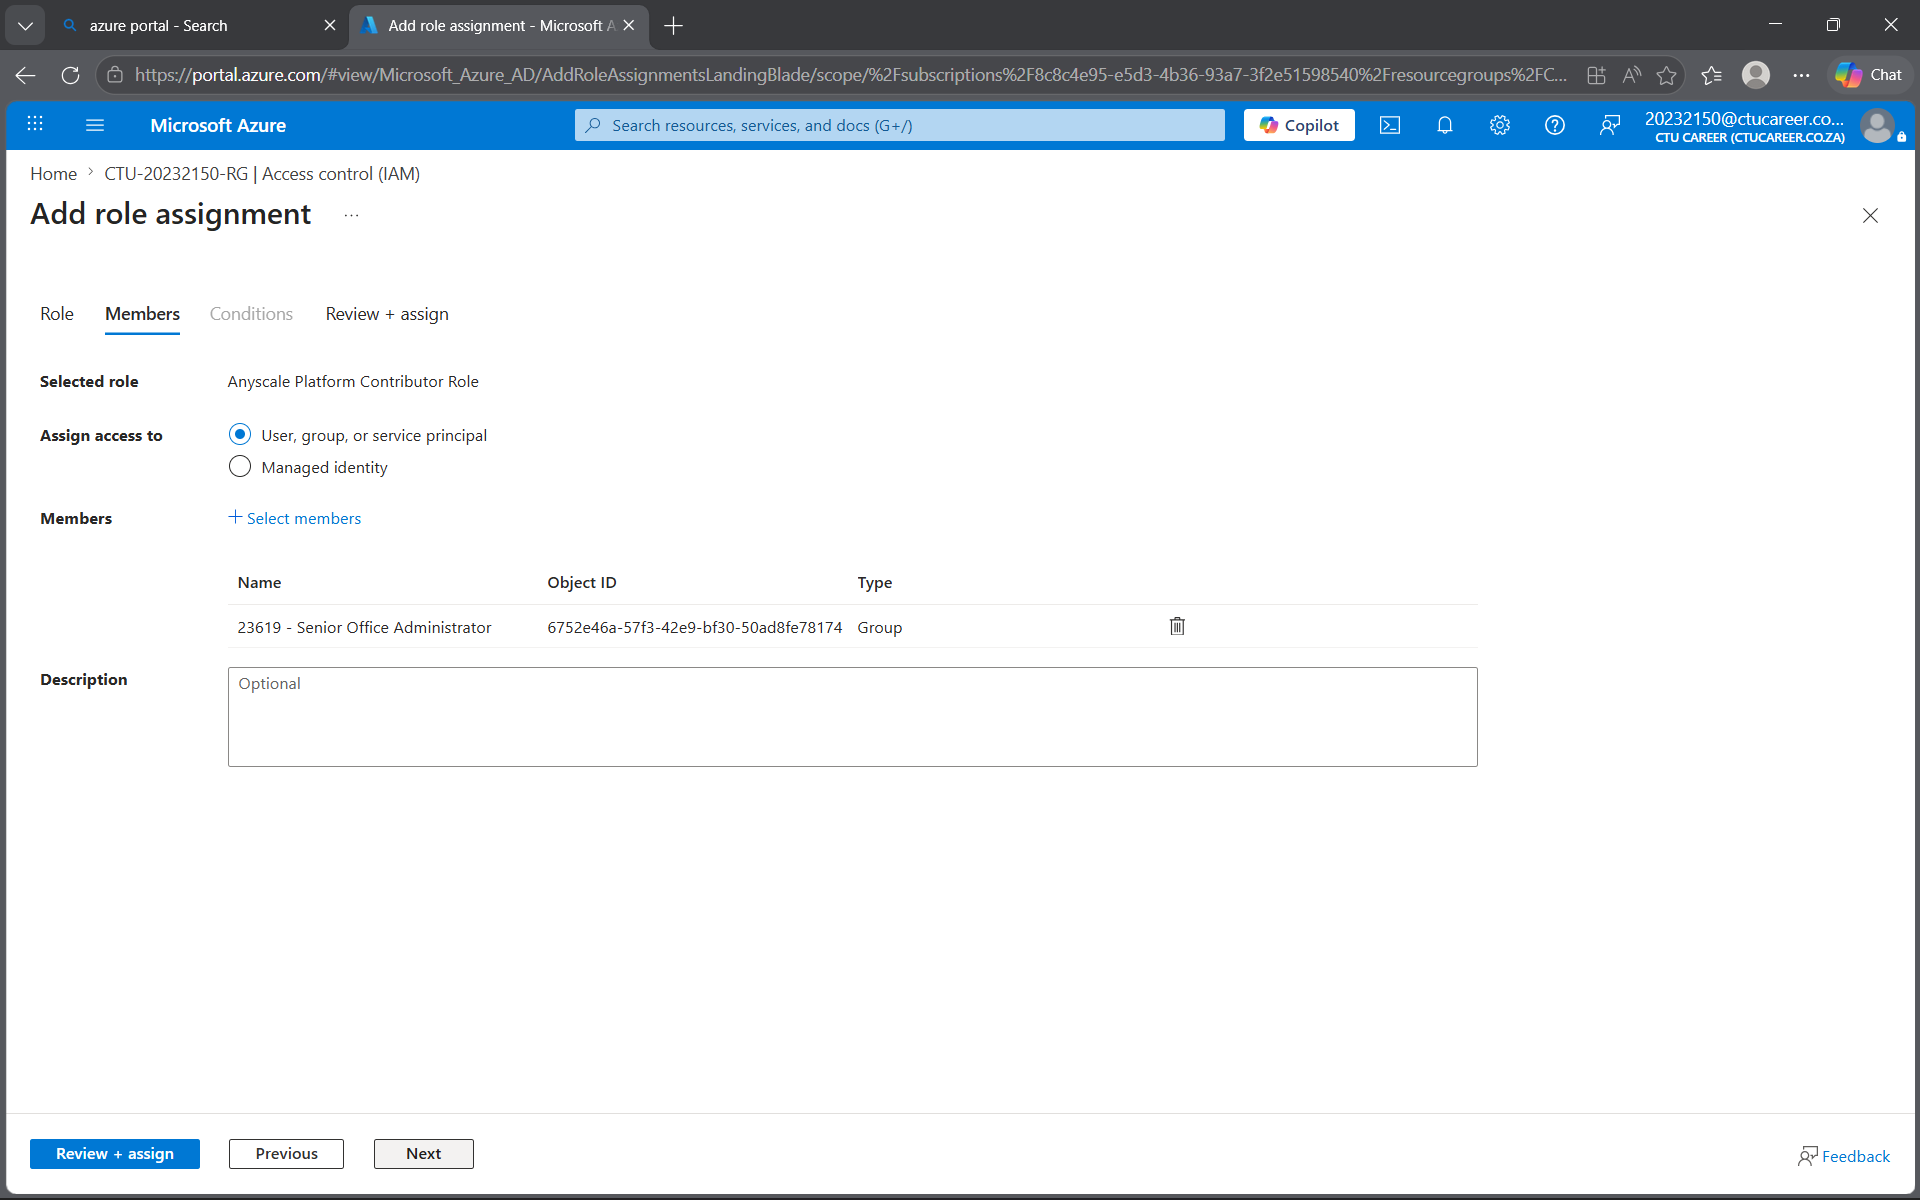 azure portal - Search
Add role assignment - Microsoft A
https://portal.azure.com/#view/Microsoft_Azure_AD/AddRoleAssignmentsLandingBlade/scope/%2Fsubscriptions%2F8c8c4e95-e5d3-4b36-93a7-3f2e51598540%2Fresourcegroups%2FC...
Chat
Microsoft Azure
Search resources, services, and docs (G+/)
Copilot
20232150@ctucareer.co...
CTU CAREER (CTUCAREER.CO.ZA)
Home > CTU-20232150-RG | Access control (IAM)
Add role assignment ...
Role Members Conditions Review + assign
Selected role Anyscale Platform Contributor Role
Assign access to User, group, or service principal
Managed identity
Members + Select members
Name Object ID Type
23619 - Senior Office Administrator 6752e46a-57f3-42e9-bf30-50ad8fe78174 Group
Description Optional
Review + assign Previous Next
Feedback